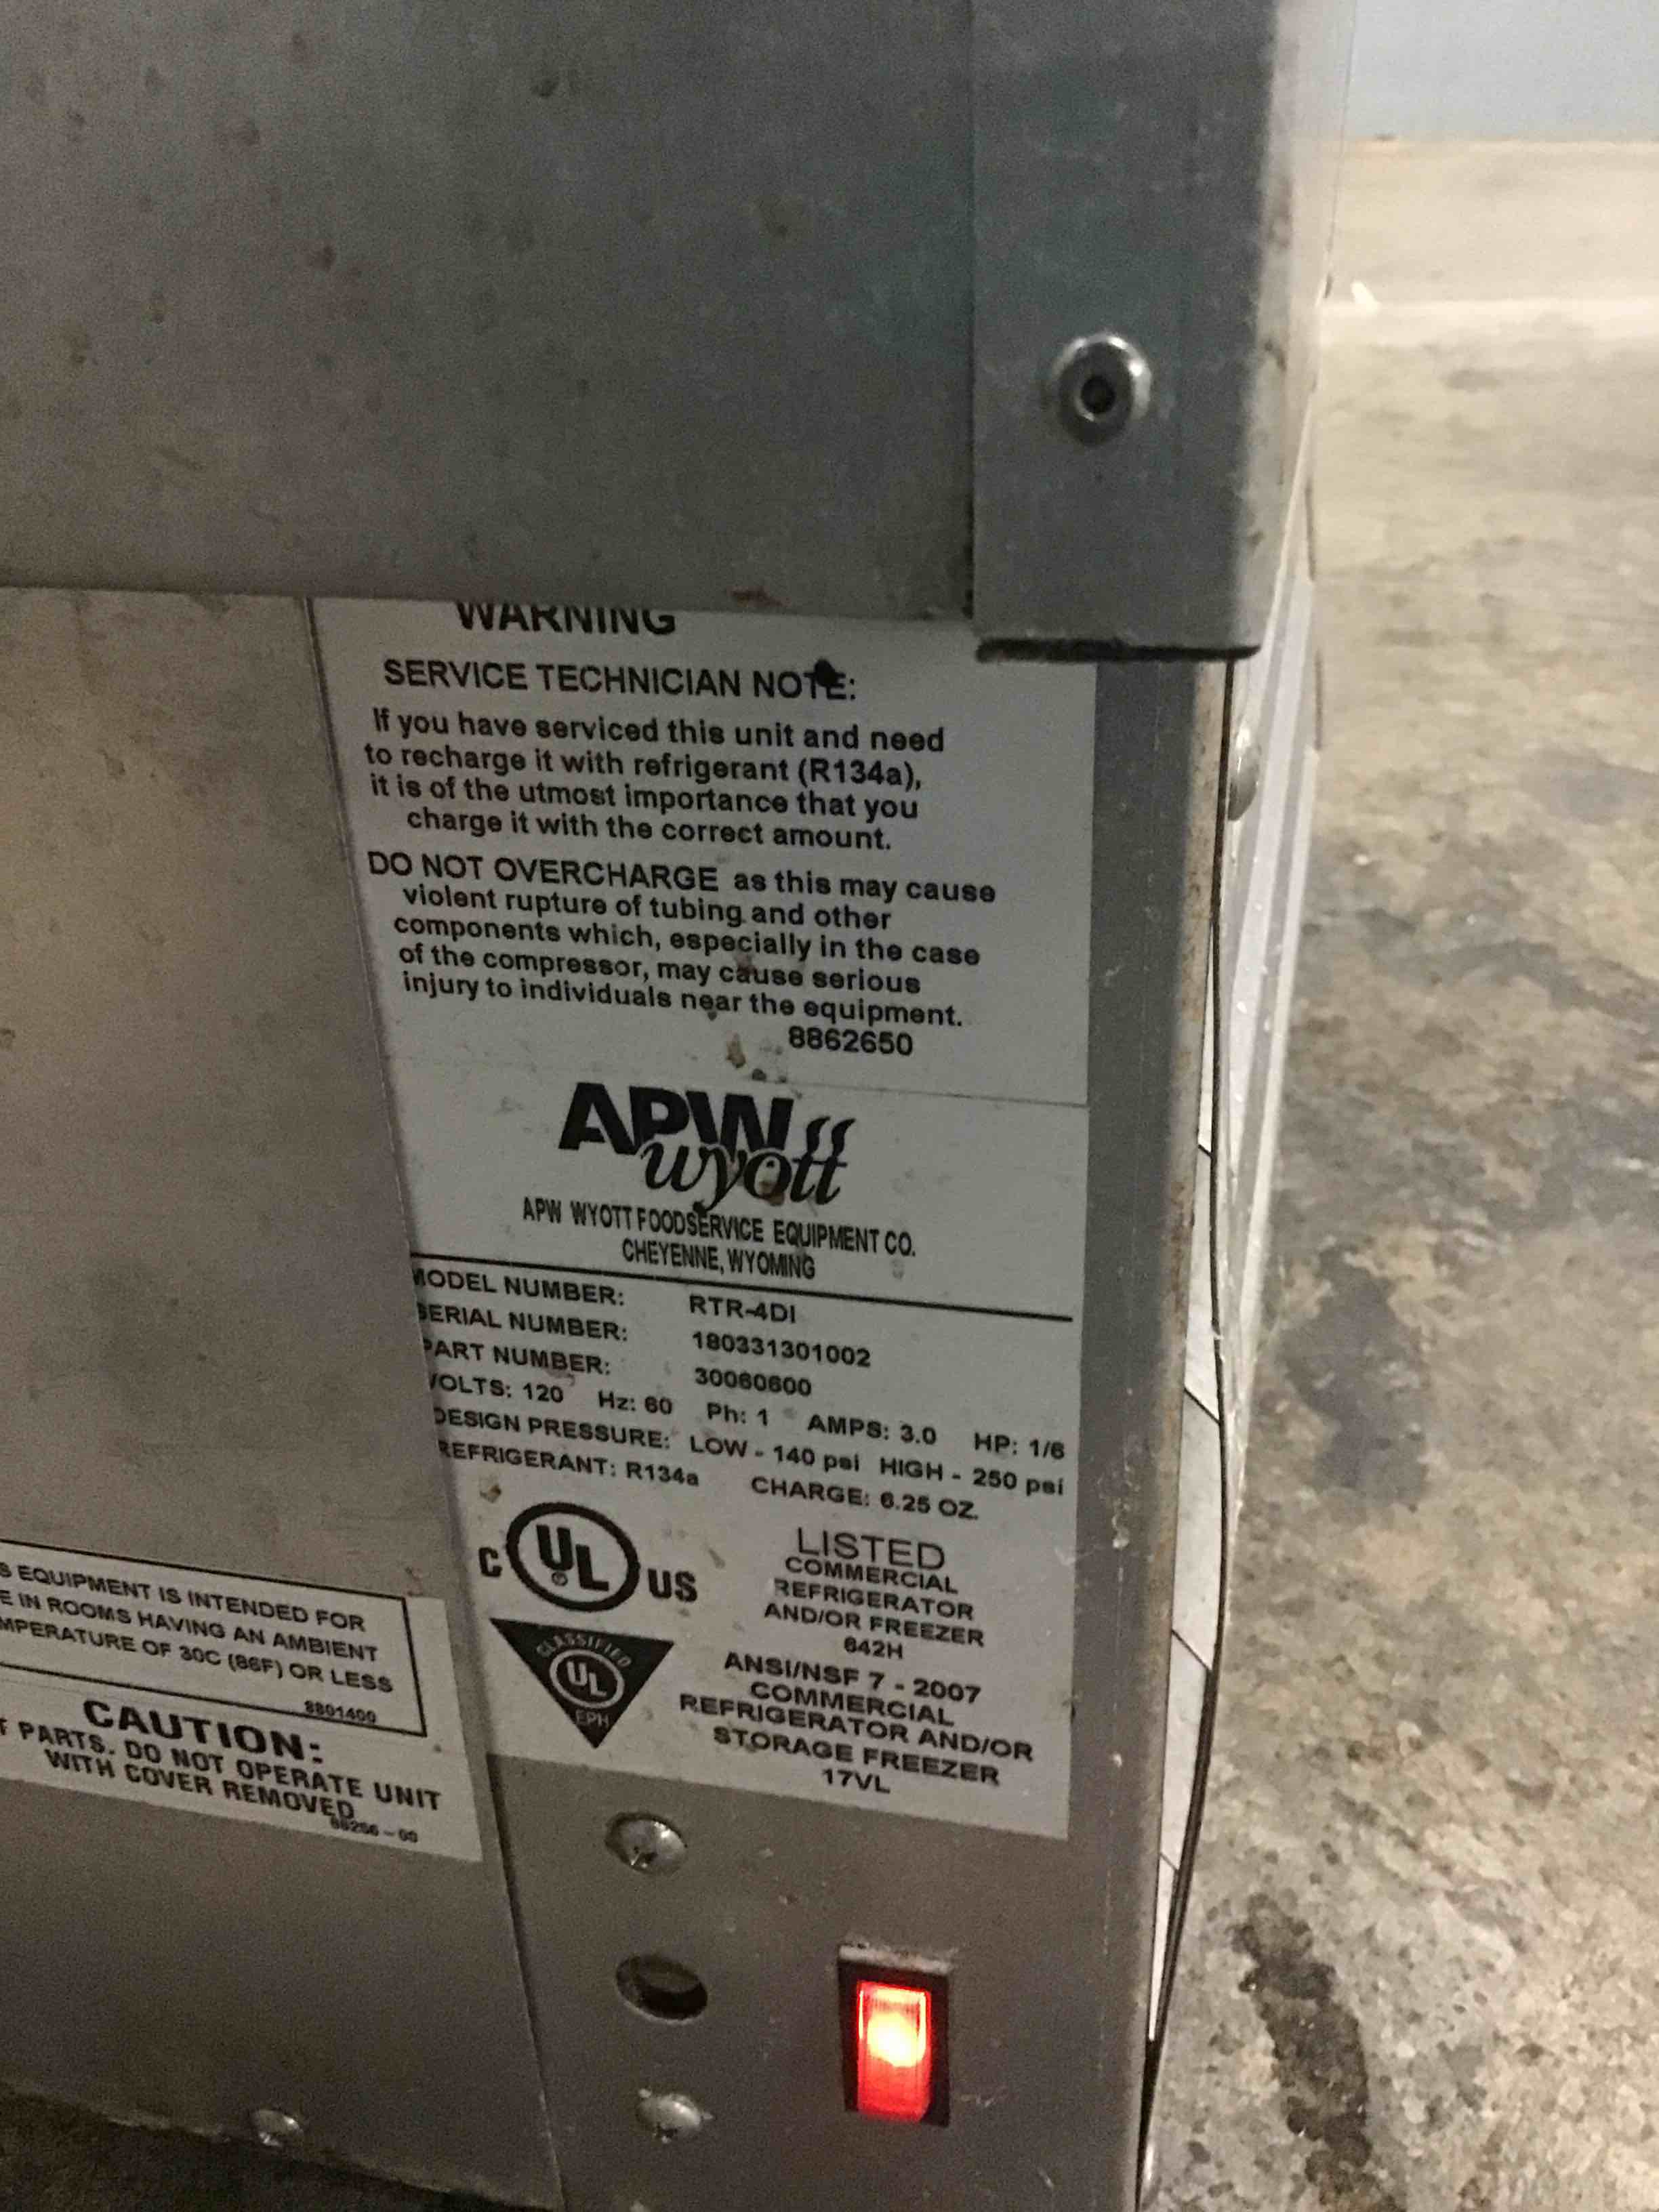 WARNING
SERVICE TECHNICIAN NOTE:
If you have serviced this unit and need
to recharge it with refrigerant (R134a),
it is of the utmost importance that you
charge it with the correct amount.
DO NOT OVERCHARGE as this may cause
violent rupture of tubing and other
components which, especially in the case
of the compressor, may cause serious
injury to individuals near the equipment.
8862650
APW
wyott
APW WYOTT FOODSERVICE EQUIPMENT CO.
CHEYENNE, WYOMING
MODEL NUMBER: RTR-4DI
SERIAL NUMBER: 180331301002
PART NUMBER: 30060600
VOLTS: 120 Hz: 60 Ph: 1 AMPS: 3.0 HP: 1/6
DESIGN PRESSURE: LOW - 140 psi HIGH - 250 psi
REFRIGERANT: R134a CHARGE: 6.25 OZ.
C UL® US
LISTED
COMMERCIAL
REFRIGERATOR
AND/OR FREEZER
642H
CLASSIFIED
UL
EPH
ANSI/NSF 7 - 2007
COMMERCIAL
REFRIGERATOR AND/OR
STORAGE FREEZER
17VL
S EQUIPMENT IS INTENDED FOR
E IN ROOMS HAVING AN AMBIENT
MPERATURE OF 30C (86F) OR LESS
8801400
CAUTION:
T PARTS. DO NOT OPERATE UNIT
WITH COVER REMOVED